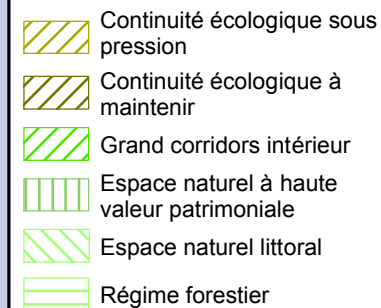 Continuité écologique sous
pression
Continuité écologique à
maintenir
Grand corridors intérieur
Espace naturel à haute
valeur patrimoniale
Espace naturel littoral
Régime forestier